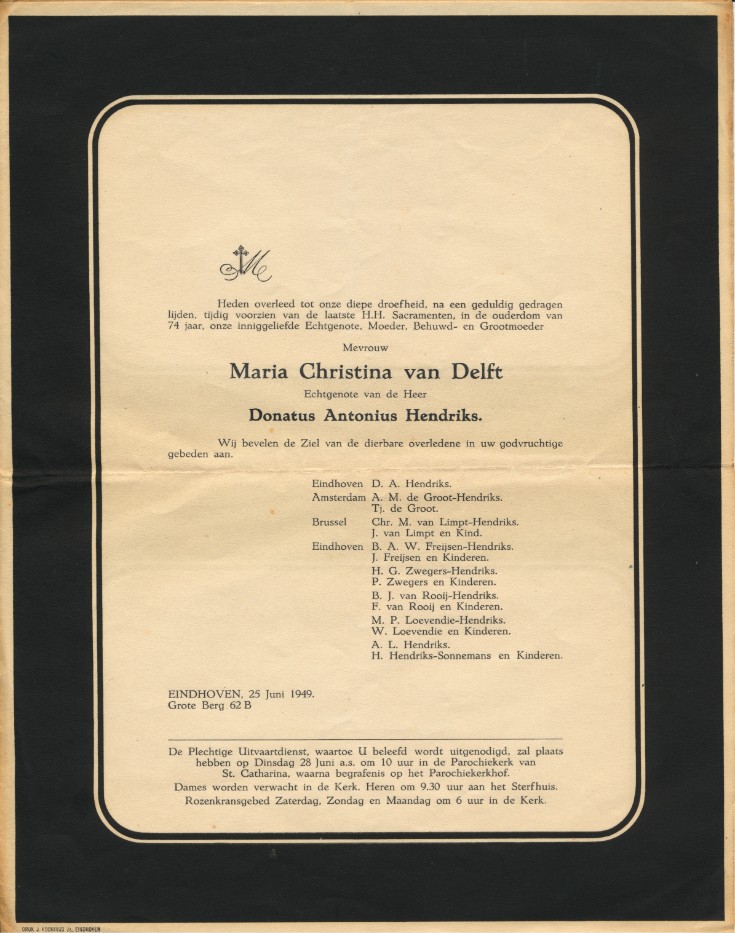 Heden overleed tot onze diepe droefheid, na een geduldig gedragen
lijden, tijdig voorzien van de laatste H.H. Sacramenten, in de ouderdom van
74 jaar, onze inniggeliefde Echtgenote, Moeder, Behuwd- en Grootmoeder
Mevrouw
Maria Christina van Delft
Echtgenote van de Heer
Donatus Antonius Hendriks.
Wij bevelen de Ziel van de dierbare overledene in uw godvruchtige
gebeden aan.
Eindhoven D. A. Hendriks.
Amsterdam A. M. de Groot-Hendriks.
Tj. de Groot.
Brussel Chr. M. van Limpt-Hendriks.
J. van Limpt en Kind.
Eindhoven B. A. W. Freijsen-Hendriks.
J. Freijsen en Kinderen.
H. G. Zwegers-Hendriks.
P. Zwegers en Kinderen.
B. J. van Rooij-Hendriks.
F. van Rooij en Kinderen.
M. P. Loevendie-Hendriks.
W. Loevendie en Kinderen.
A. L. Hendriks.
H. Hendriks-Sonnemans en Kinderen.
EINDHOVEN, 25 Juni 1949.
Grote Berg 62 B
De Plechtige Uitvaartdienst, waartoe U beleefd wordt uitgenodigd, zal plaats
hebben op Dinsdag 28 Juni a.s. om 10 uur in de Parochiekerk van
St. Catharina, waarna begrafenis op het Parochiekerkhof.
Dames worden verwacht in de Kerk. Heren om 9.30 uur aan het Sterfhuis.
Rozenkransgebed Zaterdag, Zondag en Maandag om 6 uur in de Kerk.
DRUK J. EINDHOVEN